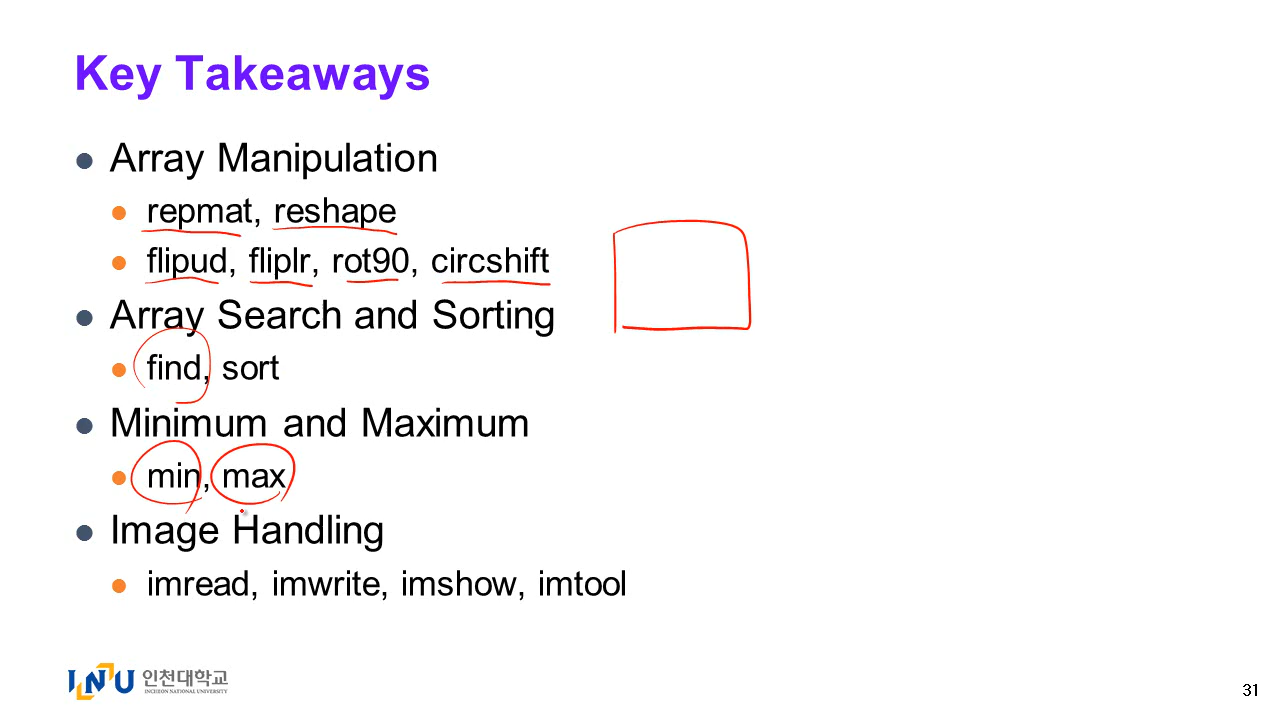 Key Takeaways
Array Manipulation
repmat, reshape
flipud, fliplr, rot90, circshift
Array Search and Sorting
find, sort
Minimum and Maximum
min, max
Image Handling
imread, imwrite, imshow, imtool
INU 인천대학교
INCHEON NATIONAL UNIVERSITY
31